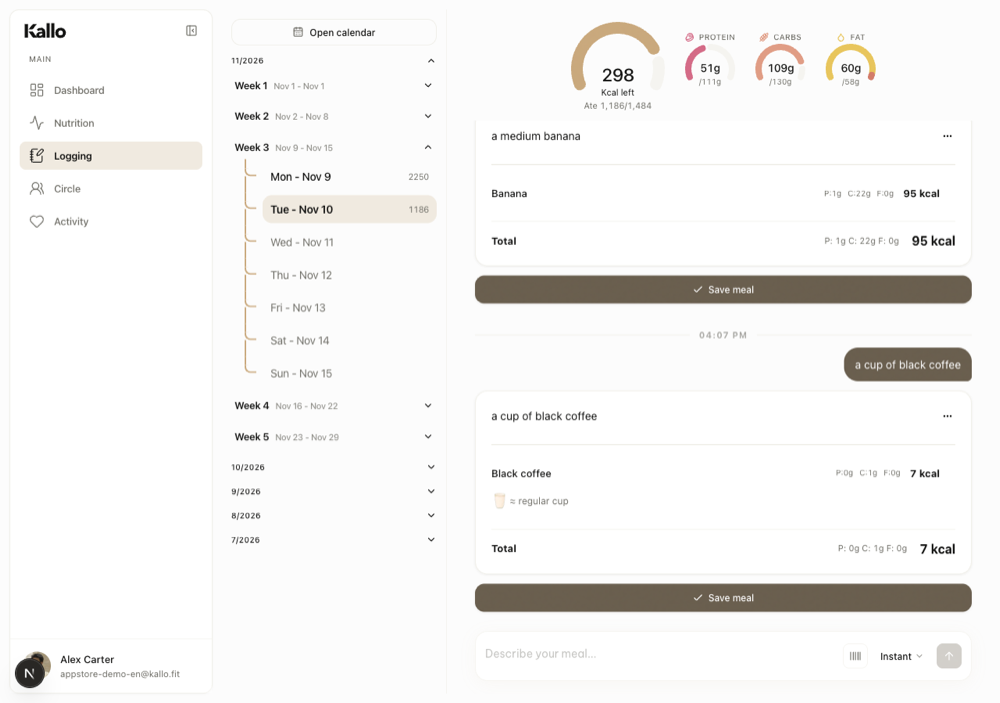 Kallo
MAIN
Dashboard
Nutrition
Logging
Circle
Activity
N
Alex Carter
appstore-demo-en@kallo.fit
Open calendar
11/2026
Week 1 Nov 1 - Nov 1
Week 2 Nov 2 - Nov 8
Week 3 Nov 9 - Nov 15
Mon - Nov 9 2250
Tue - Nov 10 1186
Wed - Nov 11
Thu - Nov 12
Fri - Nov 13
Sat - Nov 14
Sun - Nov 15
Week 4 Nov 16 - Nov 22
Week 5 Nov 23 - Nov 29
10/2026
9/2026
8/2026
7/2026
298
Kcal left
Ate 1,186/1,484
PROTEIN
51g
/111g
CARBS
109g
/130g
FAT
60g
/58g
a medium banana
Banana P:1g C:22g F:0g 95 kcal
Total P: 1g C: 22g F: 0g 95 kcal
Save meal
04:07 PM
a cup of black coffee
a cup of black coffee
Black coffee P:0g C:1g F:0g 7 kcal
≈ regular cup
Total P: 0g C: 1g F: 0g 7 kcal
Save meal
Describe your meal...
Instant